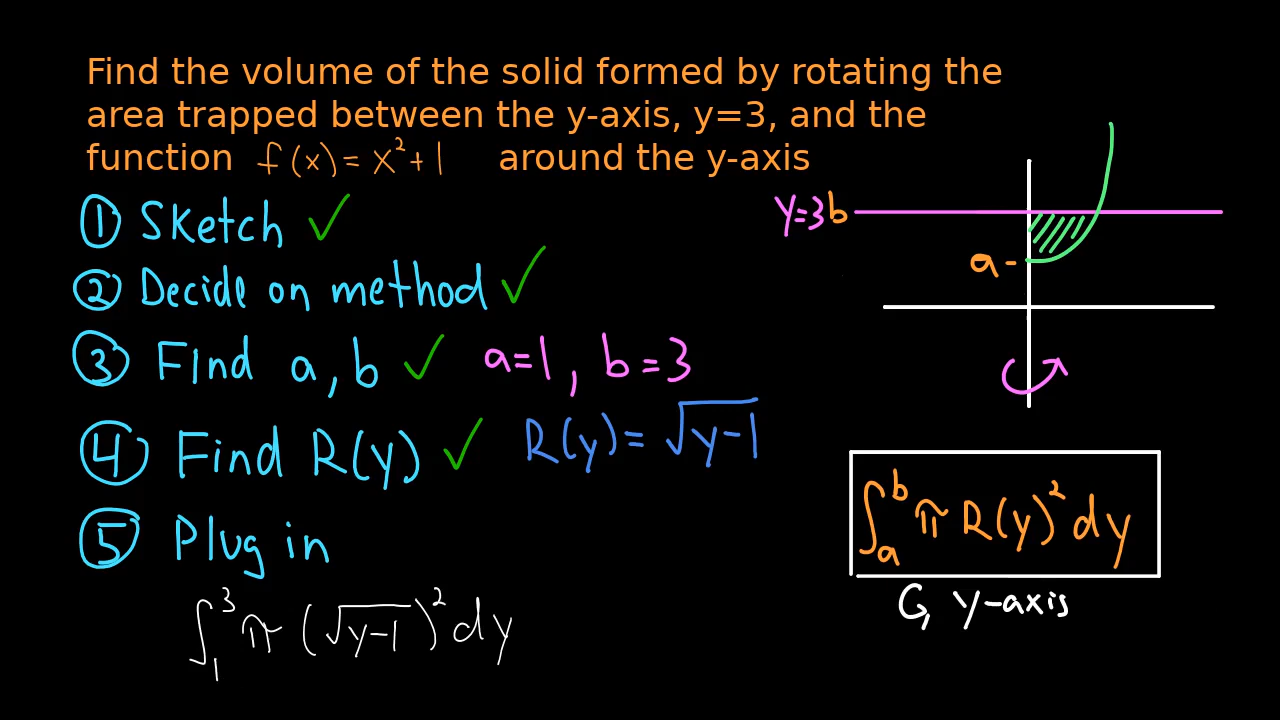 Find the volume of the solid formed by rotating the
area trapped between the y-axis, y=3, and the
function f(x)=x²+1 around the y-axis
① Sketch ✓
② Decide on method ✓
③ Find a, b ✓ a=1, b=3
④ Find R(y) ✓ R(y)=√(y-1)
⑤ Plug in
∫₁³ π(√(y-1))² dy
y=3 b
a-
∫ₐᵇ π R(y)² dy
↳ y-axis